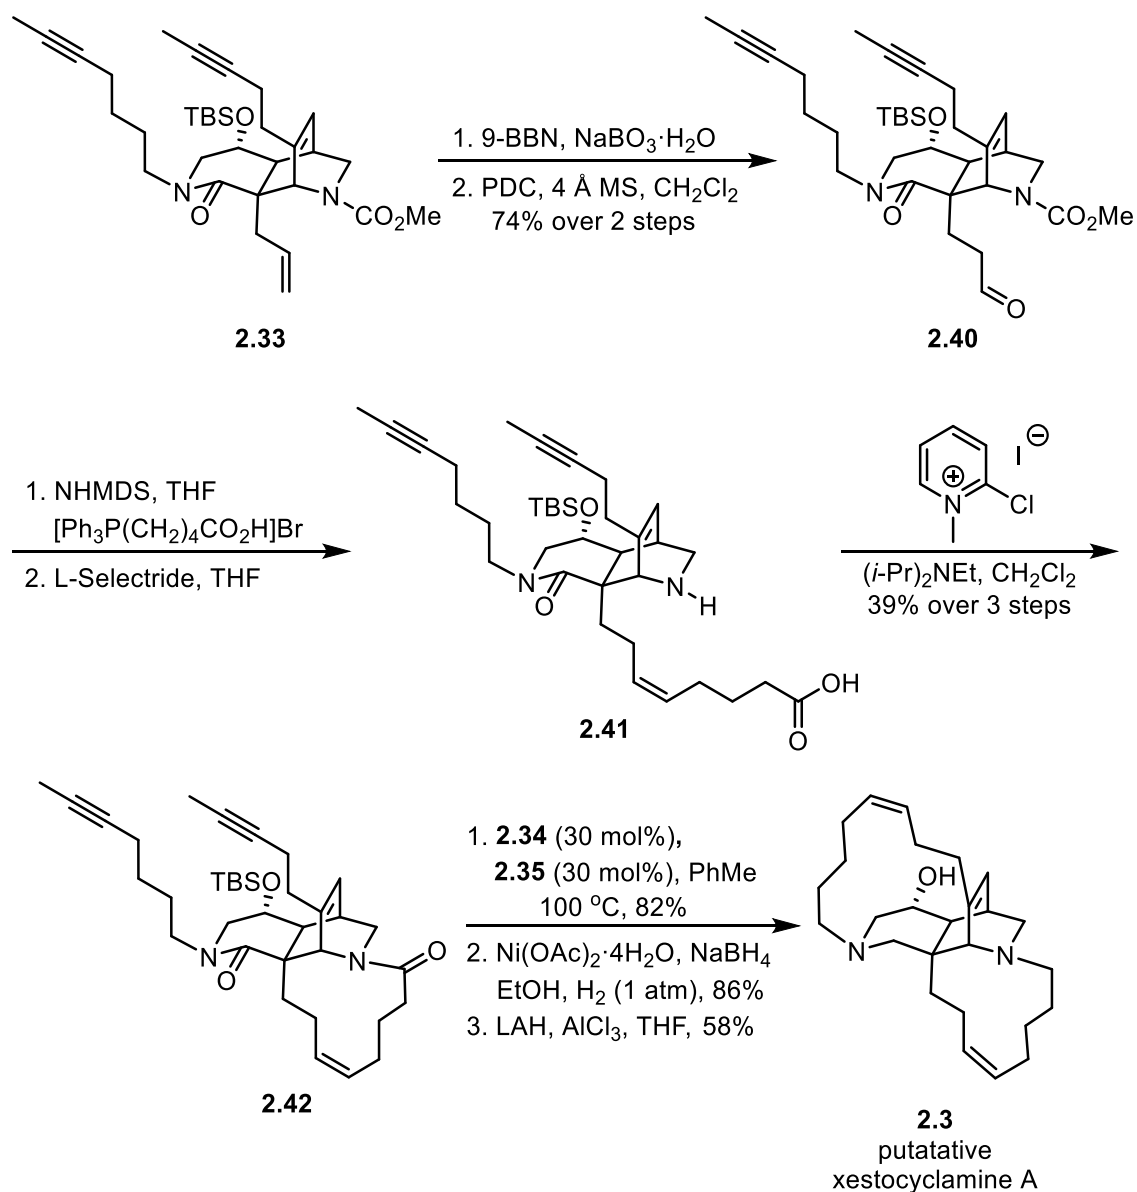 TBSO
N
O
N
CO₂Me
2.33
1. 9-BBN, NaBO₃·H₂O
2. PDC, 4 Å MS, CH₂Cl₂
74% over 2 steps
TBSO
N
O
N
CO₂Me
O
2.40
1. NHMDS, THF
[Ph₃P(CH₂)₄CO₂H]Br
2. L-Selectride, THF
TBSO
N
O
N
H
OH
O
2.41
I ⊖
⊕
N
Cl
(i-Pr)₂NEt, CH₂Cl₂
39% over 3 steps
TBSO
N
O
N
O
2.42
1. 2.34 (30 mol%),
2.35 (30 mol%), PhMe
100 °C, 82%
2. Ni(OAc)₂·4H₂O, NaBH₄
EtOH, H₂ (1 atm), 86%
3. LAH, AlCl₃, THF, 58%
OH
N
N
2.3
putatative
xestocyclamine A